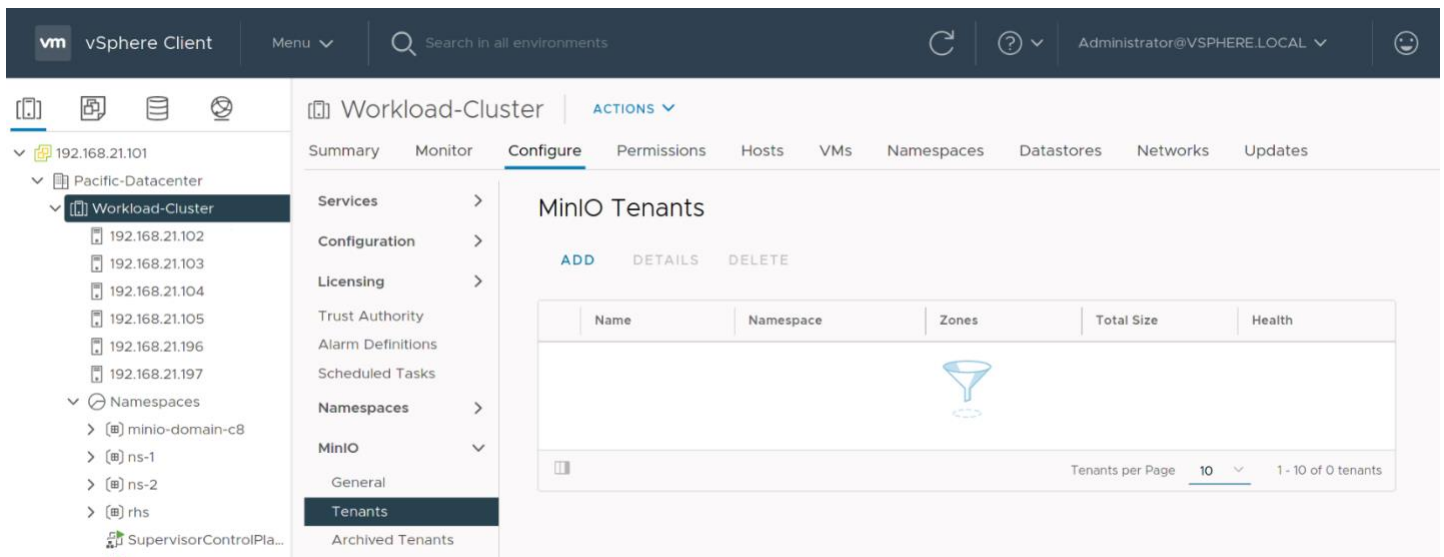 vm vSphere Client Menu Search in all environments Administrator@VSPHERE.LOCAL
192.168.21.101
Pacific-Datacenter
Workload-Cluster
192.168.21.102
192.168.21.103
192.168.21.104
192.168.21.105
192.168.21.196
192.168.21.197
Namespaces
minio-domain-c8
ns-1
ns-2
rhs
SupervisorControlPla...
Workload-Cluster ACTIONS
Summary Monitor Configure Permissions Hosts VMs Namespaces Datastores Networks Updates
Services
Configuration
Licensing
Trust Authority
Alarm Definitions
Scheduled Tasks
Namespaces
MinIO
General
Tenants
Archived Tenants
MinIO Tenants
ADD DETAILS DELETE
Name Namespace Zones Total Size Health
Tenants per Page 10 1 - 10 of 0 tenants